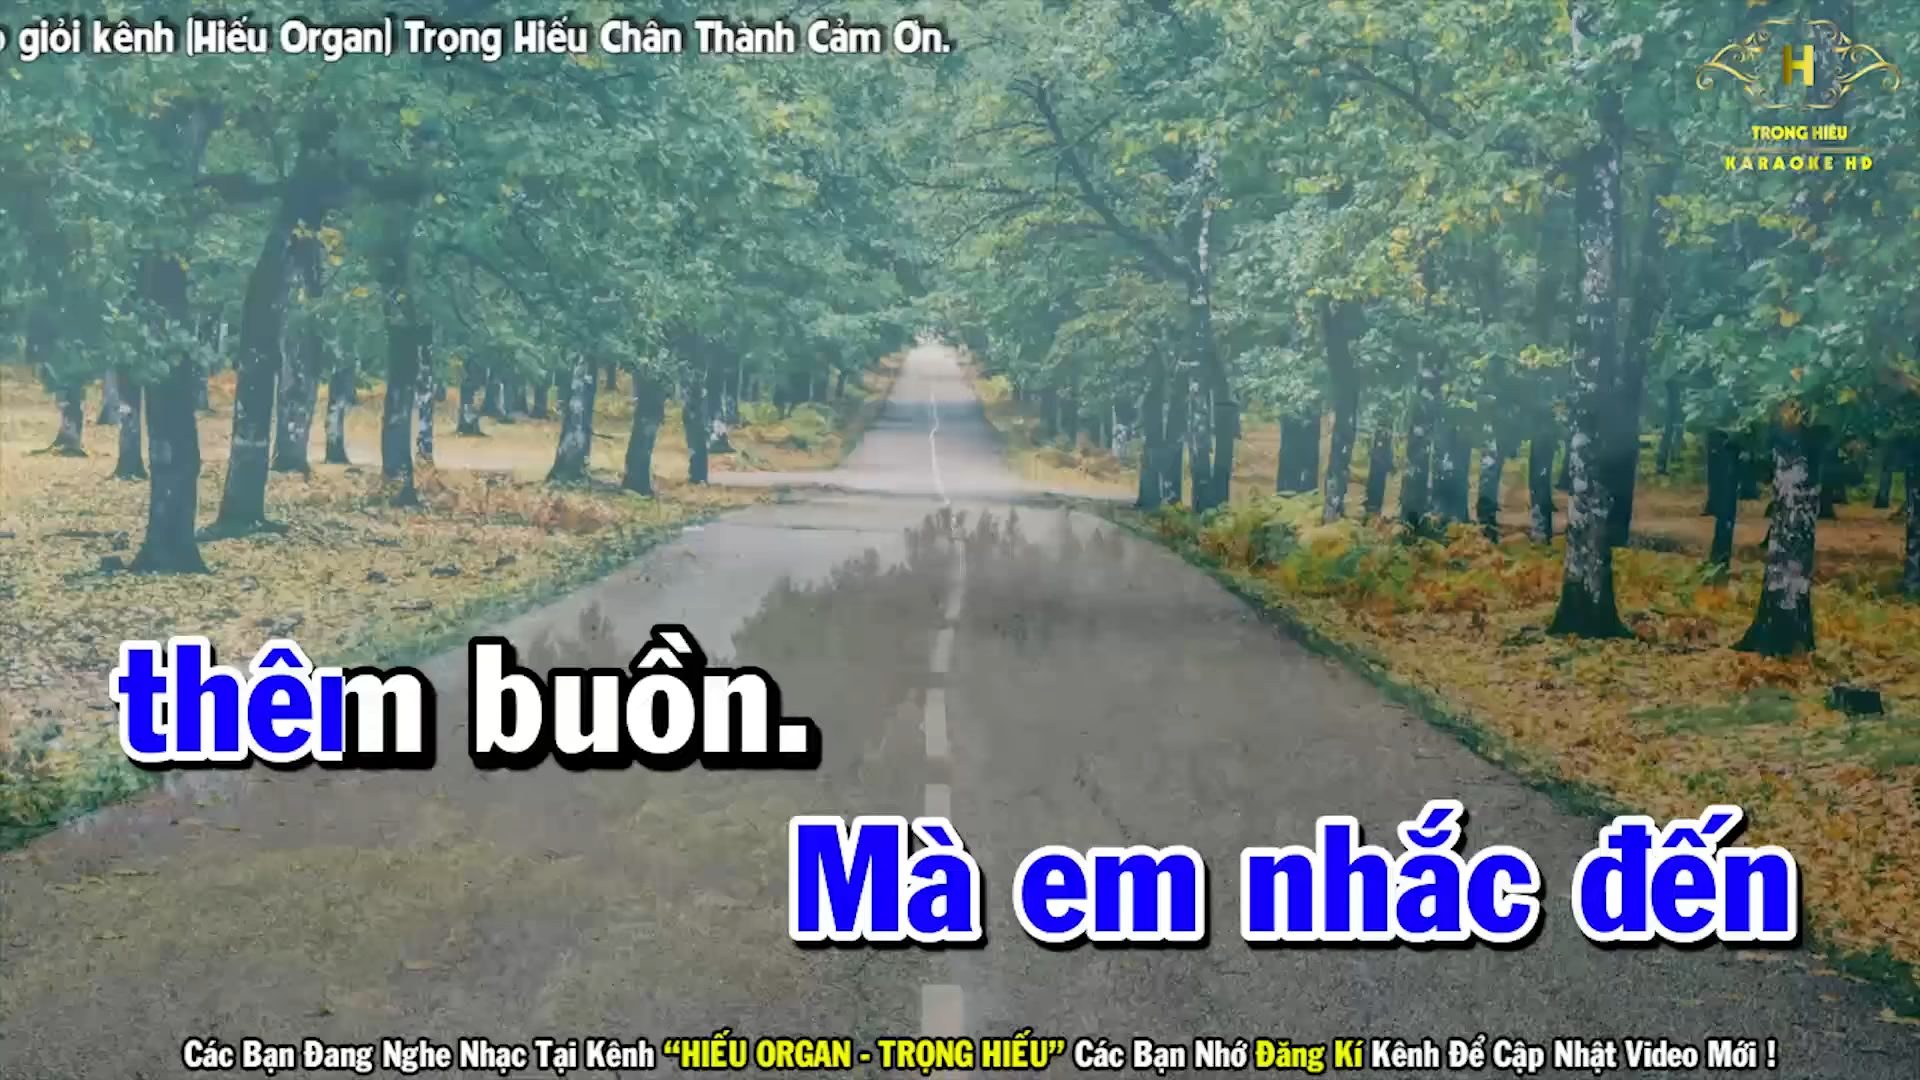 giỏi kênh (Hiếu Organ) Trọng Hiếu Chân Thành Cảm Ơn.
H
TRỌNG HIẾU
KARAOKE HD
thêm buồn.
Mà em nhắc đến
Các Bạn Đang Nghe Nhạc Tại Kênh “HIẾU ORGAN - TRỌNG HIẾU” Các Bạn Nhớ Đăng Kí Kênh Để Cập Nhật Video Mới !